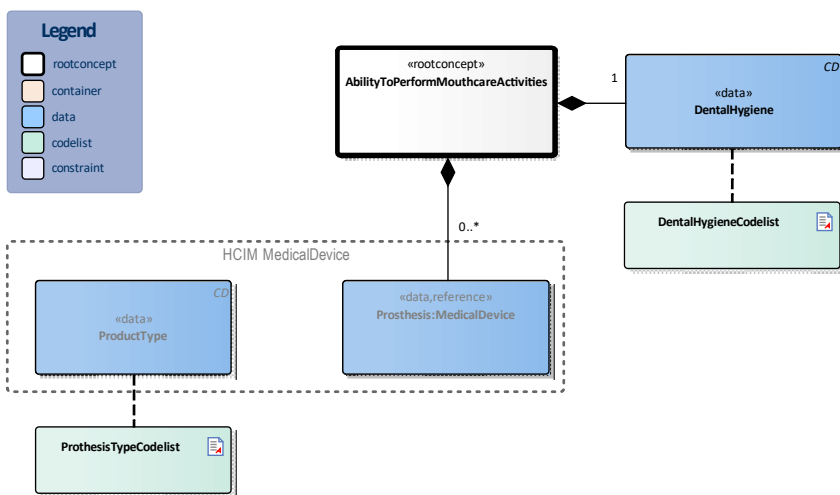 Legend
rootconcept
container
data
codelist
constraint
«rootconcept»
AbilityToPerformMouthcareActivities
1
CD
«data»
DentalHygiene
DentalHygieneCodelist
0..*
HCIM MedicalDevice
CD
«data»
ProductType
«data,reference»
Prosthesis:MedicalDevice
ProthesisTypeCodelist